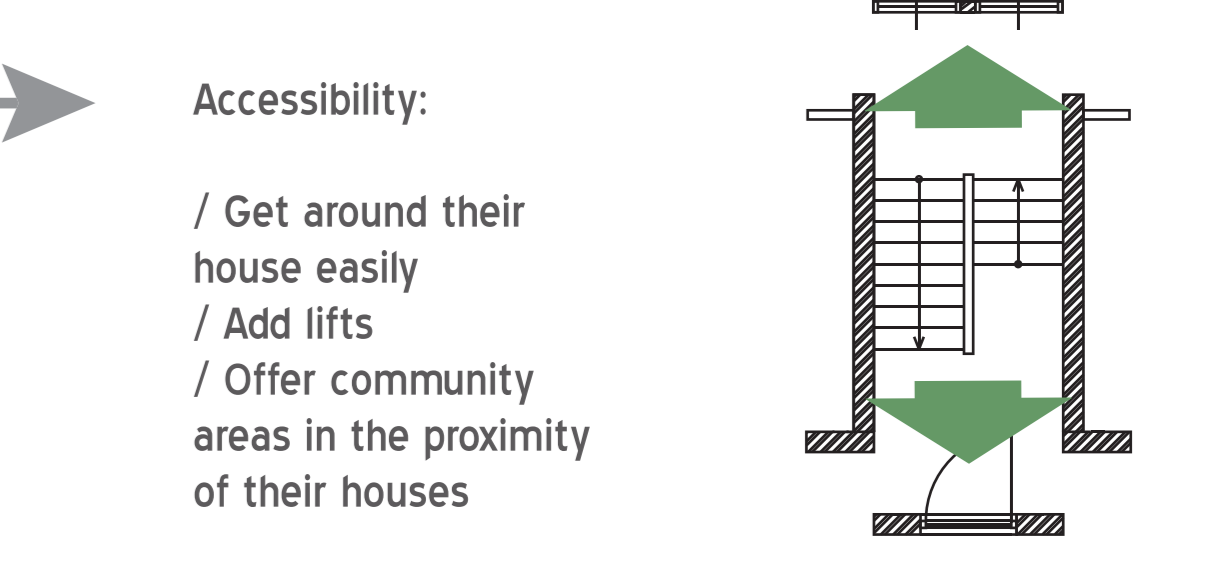 Accessibility:
/ Get around their
house easily
/ Add lifts
/ Offer community
areas in the proximity
of their houses